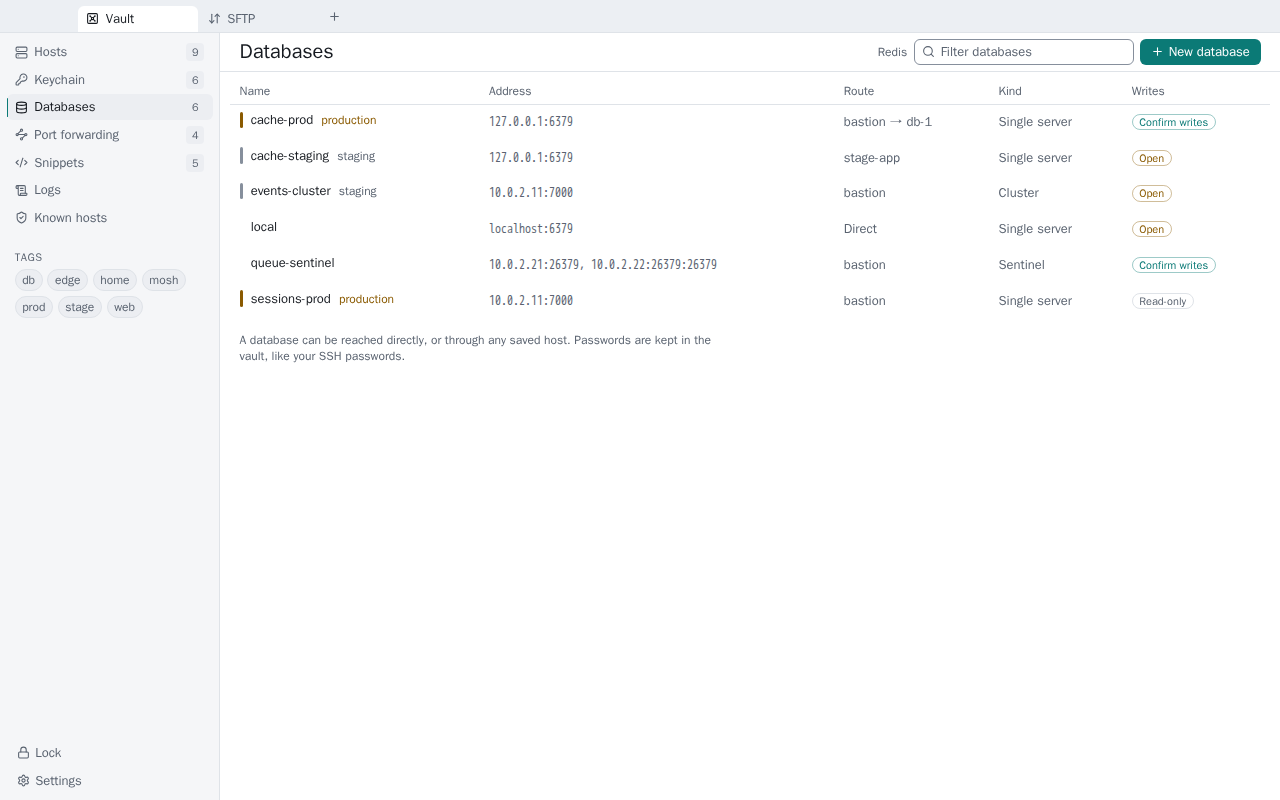 Vault
SFTP
Hosts 9
Keychain 6
Databases 6
Port forwarding 4
Snippets 5
Logs
Known hosts
TAGS
db edge home mosh
prod stage web
Lock
Settings
Databases
Redis
Filter databases
New database
Name Address Route Kind Writes
cache-prod production 127.0.0.1:6379 bastion → db-1 Single server Confirm writes
cache-staging staging 127.0.0.1:6379 stage-app Single server Open
events-cluster staging 10.0.2.11:7000 bastion Cluster Open
local localhost:6379 Direct Single server Open
queue-sentinel 10.0.2.21:26379, 10.0.2.22:26379:26379 bastion Sentinel Confirm writes
sessions-prod production 10.0.2.11:7000 bastion Single server Read-only
A database can be reached directly, or through any saved host. Passwords are kept in the
vault, like your SSH passwords.